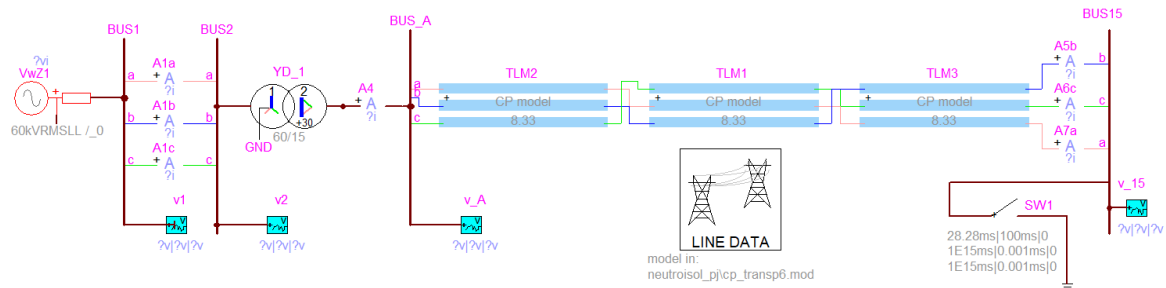 BUS1
BUS2
BUS_A
BUS15
?vi
VwZ1
+
60kVRMSLL /_0
A1a
a + A a
?i
A1b
b + A b
?i
A1c
c + A c
?i
YD_1
1
2
+30
60/15
GND
A4
+ A
?i
a
b
c
TLM2
+
CP model
8.33
TLM1
+
CP model
8.33
TLM3
+
CP model
8.33
A5b
+ A b
?i
A6c
+ A c
?i
A7a
+ A a
?i
v1
V
?v|?v|?v
v2
V
?v|?v|?v
v_A
V
?v|?v|?v
LINE DATA
model in:
neutroisol_pj\cp_transp6.mod
+
SW1
28.28ms|100ms|0
1E15ms|0.001ms|0
1E15ms|0.001ms|0
v_15
V
?v|?v|?v